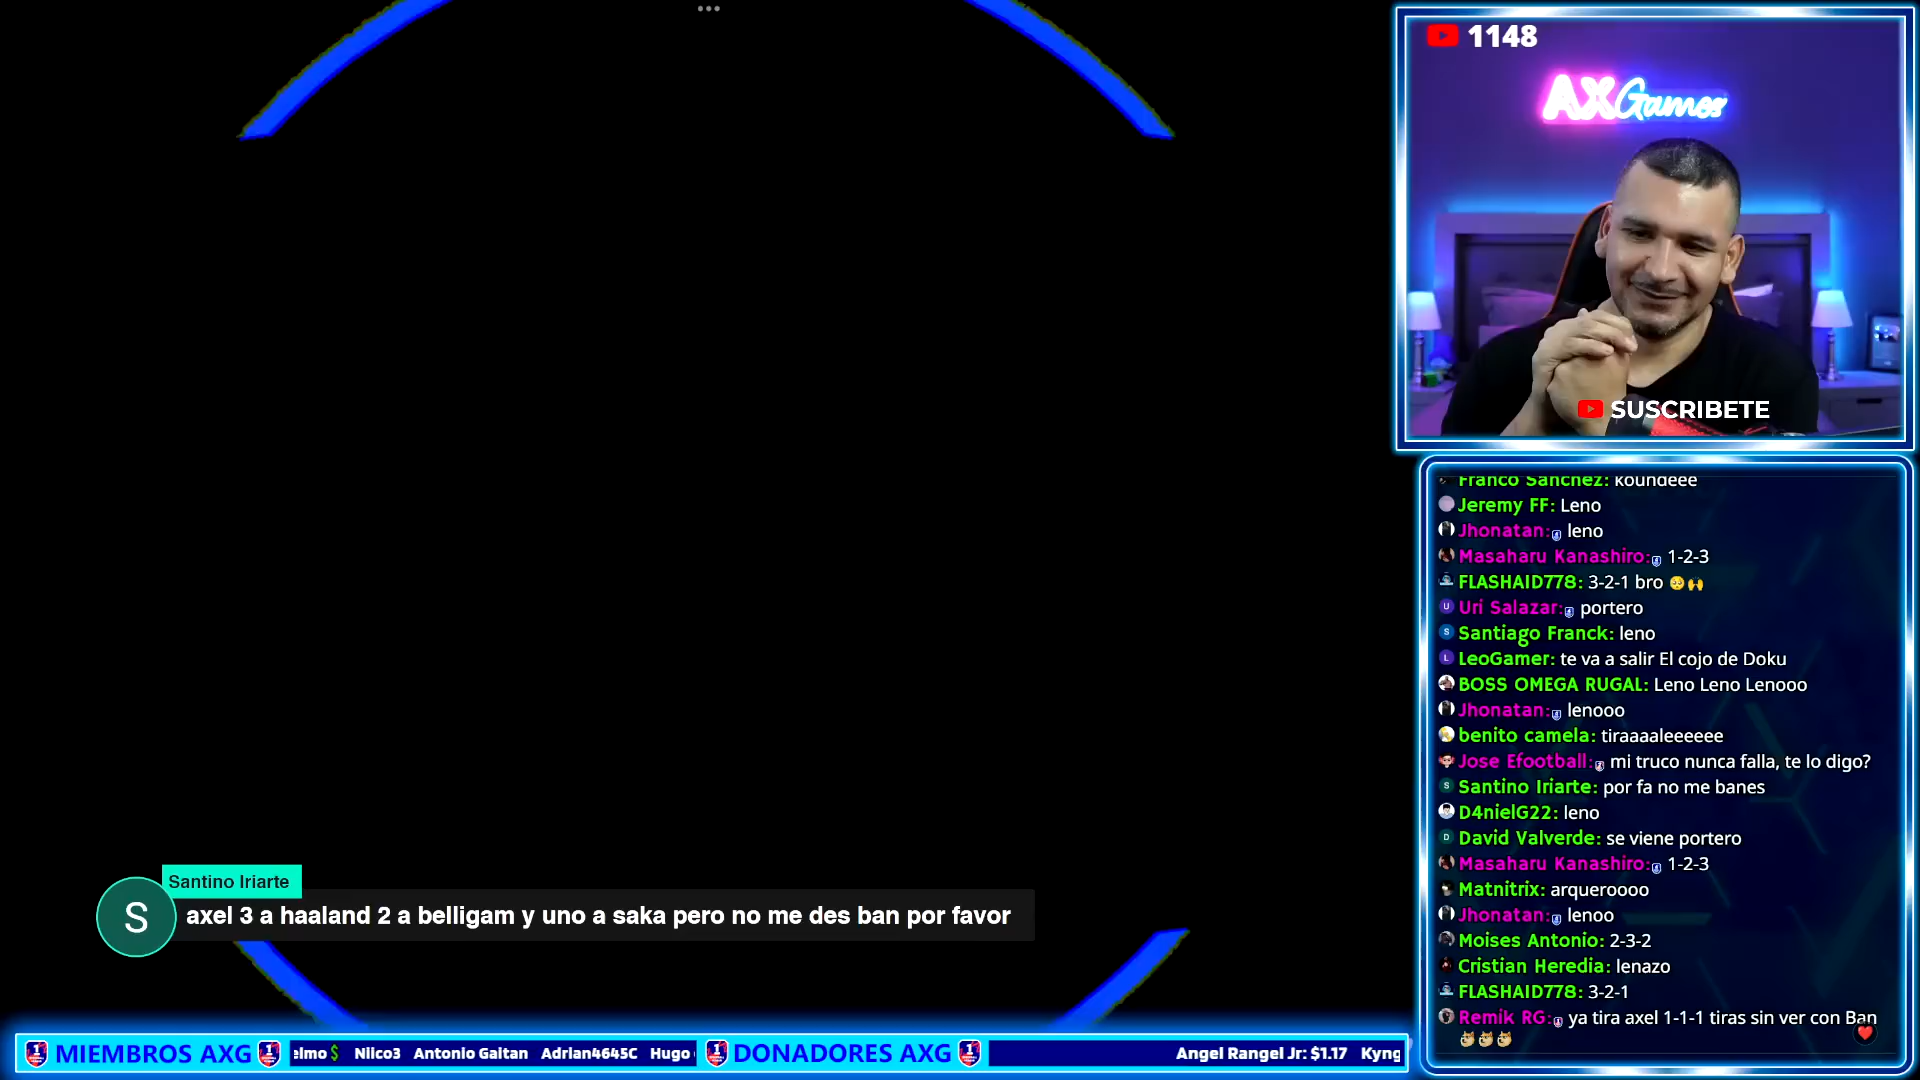 1148
AXGames
SUSCRIBETE
Franco Sanchez: koundeee
Jeremy FF: Leno
Jhonatan: leno
Masaharu Kanashiro: 1-2-3
FLASHAID778: 3-2-1 bro 🥺🙌
Uri Salazar: portero
Santiago Franck: leno
LeoGamer: te va a salir El cojo de Doku
BOSS OMEGA RUGAL: Leno Leno Lenooo
Jhonatan: lenooo
benito camela: tiraaaaleeeeee
Jose Efootball: mi truco nunca falla, te lo digo?
Santino Iriarte: por fa no me banes
D4nielG22: leno
David Valverde: se viene portero
Masaharu Kanashiro: 1-2-3
Matnitrix: arqueroooo
Jhonatan: lenoo
Moises Antonio: 2-3-2
Cristian Heredia: lenazo
FLASHAID778: 3-2-1
Remik RG: ya tira axel 1-1-1 tiras sin ver con Ban
Santino Iriarte
S axel 3 a haaland 2 a belligam y uno a saka pero no me des ban por favor
MIEMBROS AXG elmo$ Nilco3 Antonio Gaitan Adrian4645C Hugo DONADORES AXG Angel Rangel Jr: $1.17 Kyng